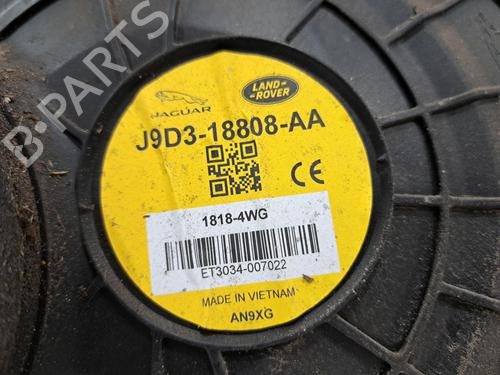 JAGUAR
LAND
ROVER
J9D3-18808-AA
CE
1818-4WG
ET3034-007022
MADE IN VIETNAM
AN9XG
B-PARTS